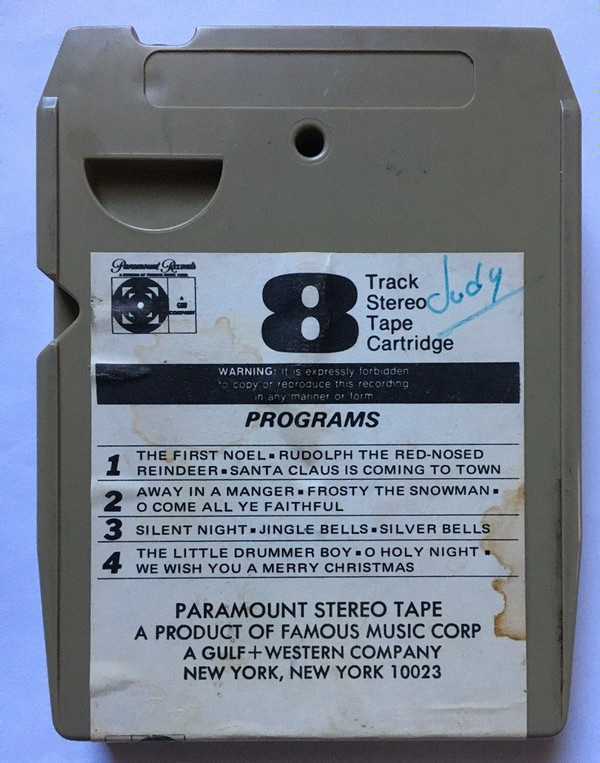 Paramount Records
8
Track
Stereo
Tape
Cartridge
Judy
WARNING: It is expressly forbidden
to copy or reproduce this recording
in any manner or form
PROGRAMS
1 THE FIRST NOEL ▪ RUDOLPH THE RED-NOSED
REINDEER ▪ SANTA CLAUS IS COMING TO TOWN
2 AWAY IN A MANGER ▪ FROSTY THE SNOWMAN ▪
O COME ALL YE FAITHFUL
3 SILENT NIGHT ▪ JINGLE BELLS ▪ SILVER BELLS
4 THE LITTLE DRUMMER BOY ▪ O HOLY NIGHT ▪
WE WISH YOU A MERRY CHRISTMAS
PARAMOUNT STEREO TAPE
A PRODUCT OF FAMOUS MUSIC CORP
A GULF+WESTERN COMPANY
NEW YORK, NEW YORK 10023